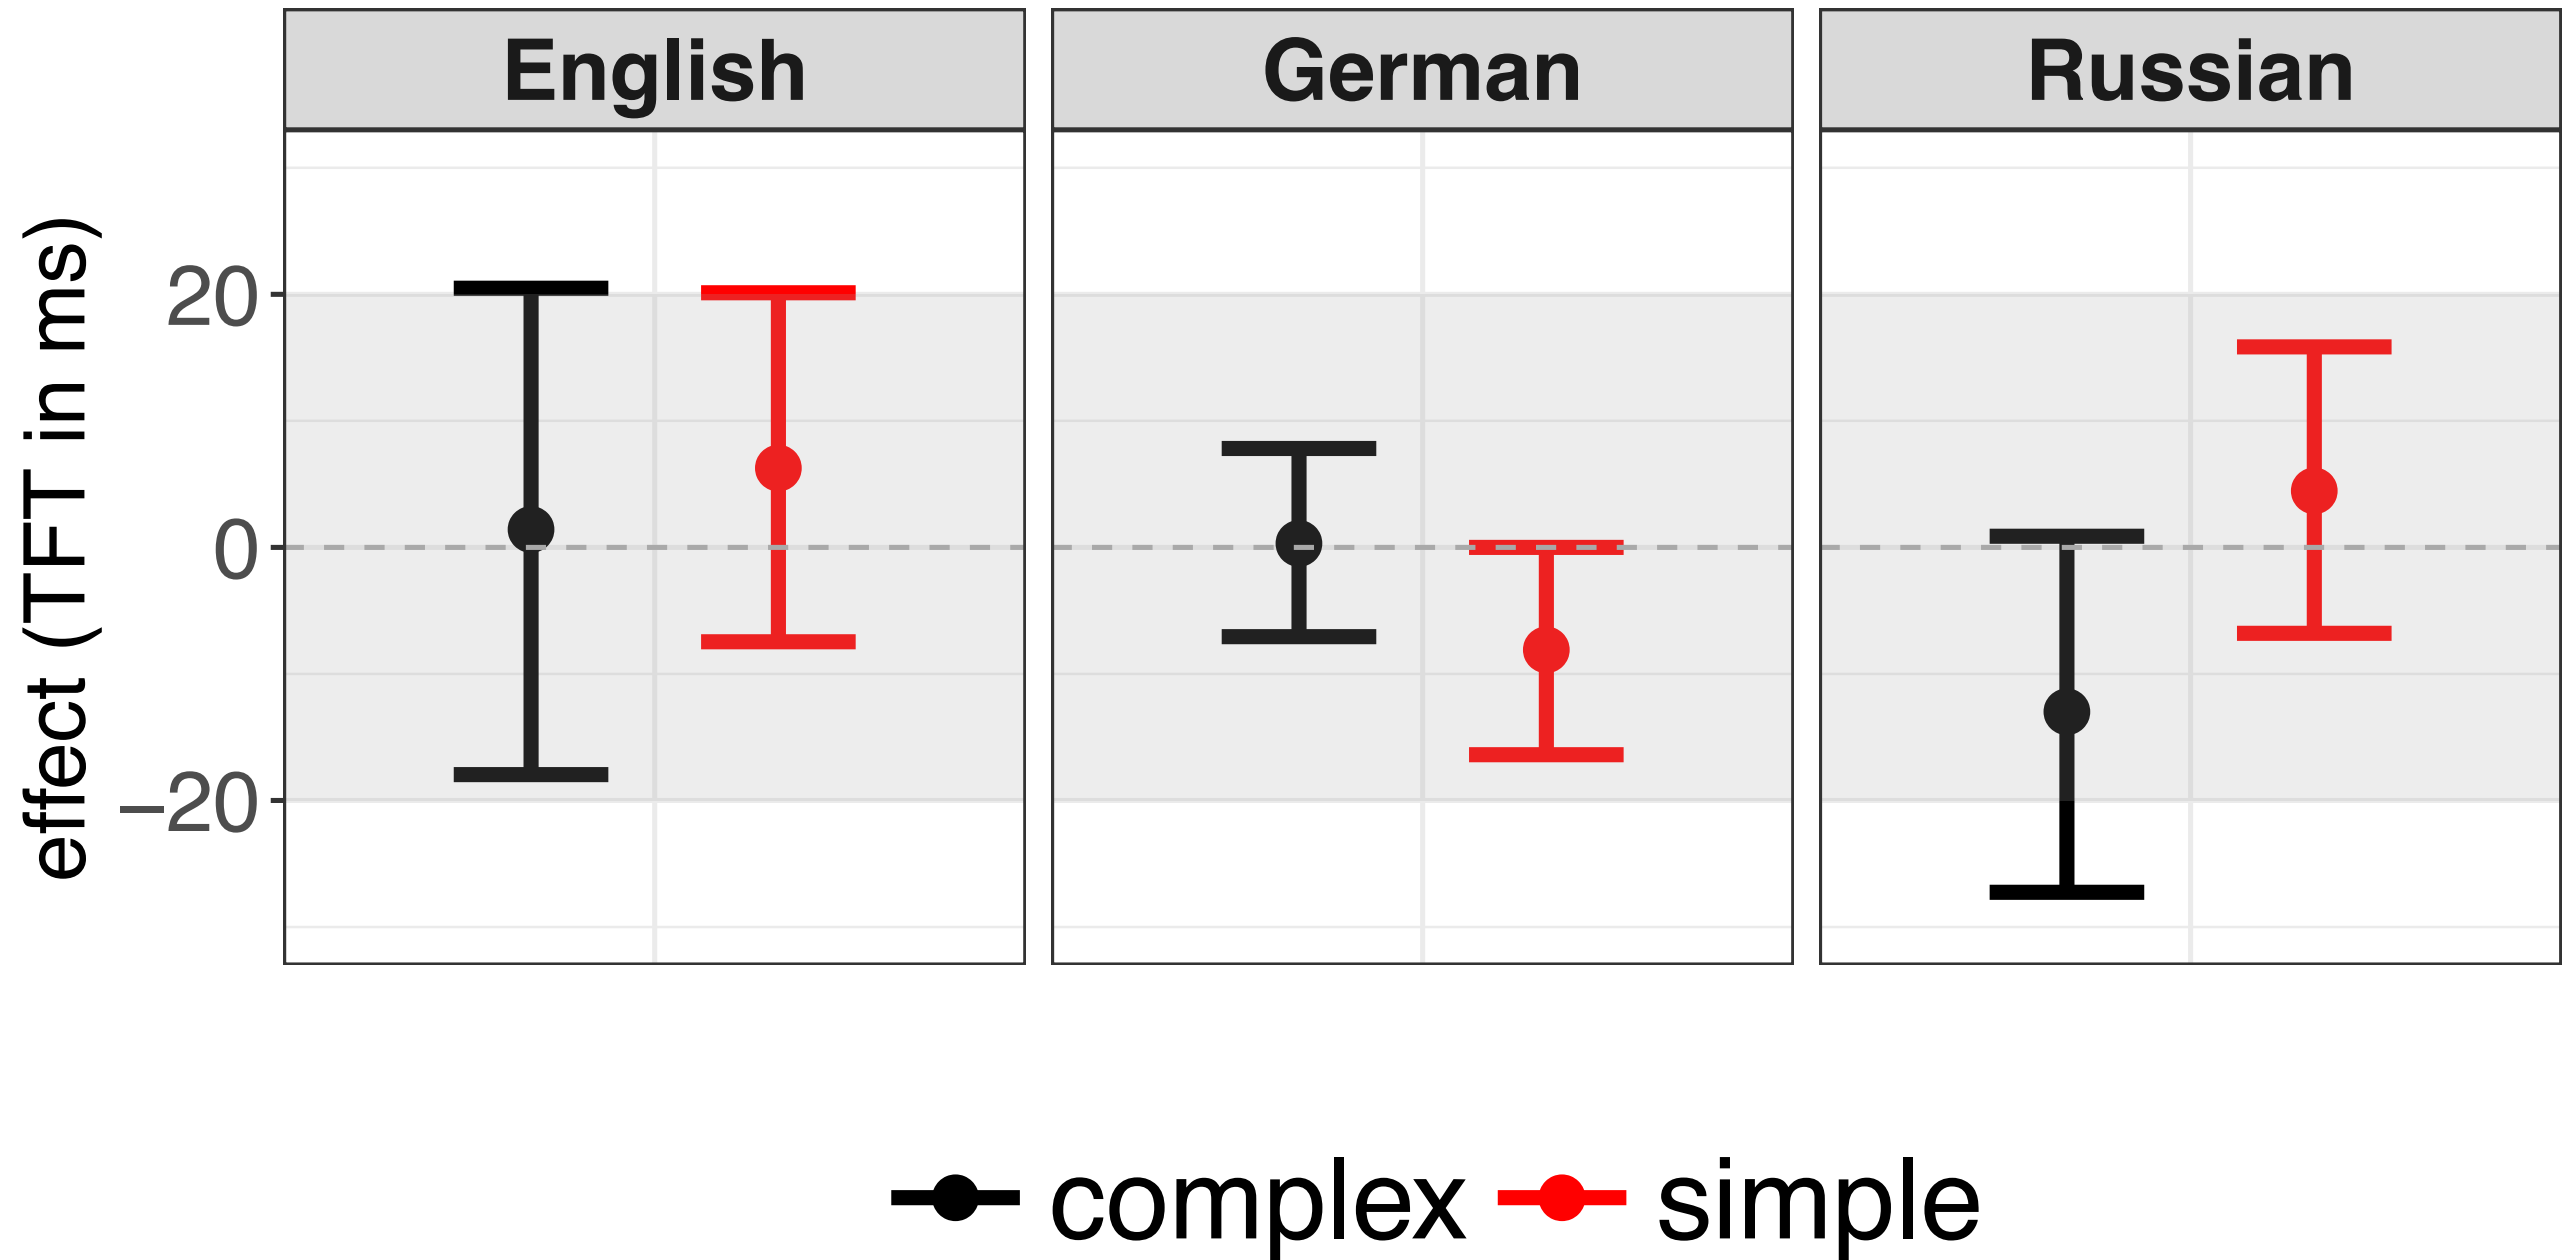 English
German
Russian
effect (TFT in ms)
20
0
−20
complex
simple